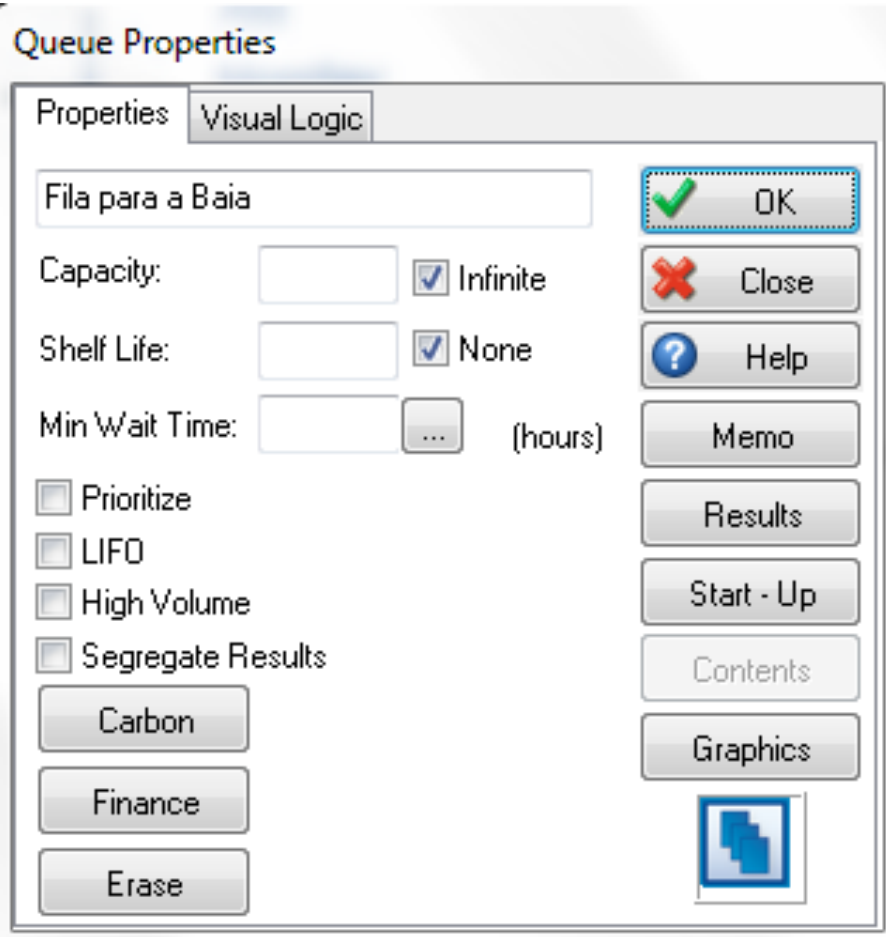 Queue Properties
Properties Visual Logic
Fila para a Baia
OK
Capacity: Infinite
Close
Shelf Life: None
Help
Min Wait Time: ... (hours)
Memo
Prioritize
Results
LIFO
High Volume
Start - Up
Segregate Results
Contents
Carbon
Graphics
Finance
Erase